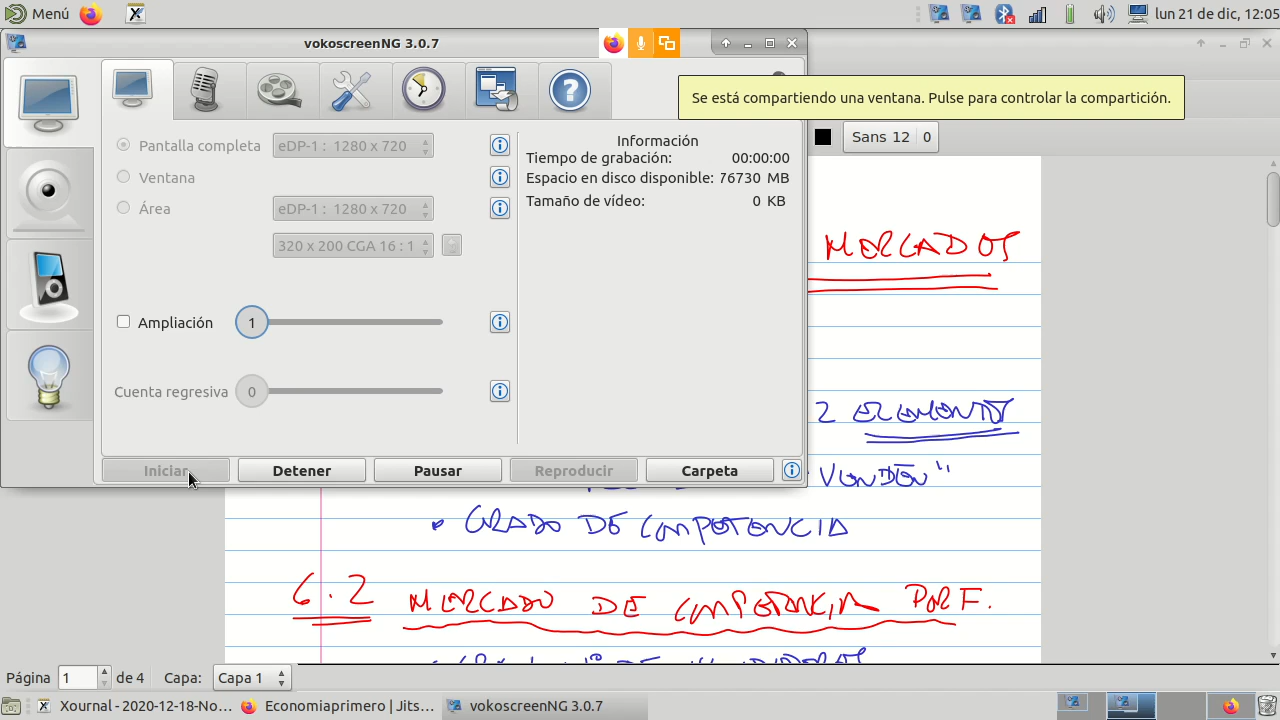 Menú
lun 21 de dic, 12:05
vokoscreenNG 3.0.7
Se está compartiendo una ventana. Pulse para controlar la compartición.
Sans 12 0
Pantalla completa
eDP-1 : 1280 x 720
Ventana
Área
eDP-1 : 1280 x 720
320 x 200 CGA 16 : 1
Ampliación
1
Cuenta regresiva
0
Información
Tiempo de grabación: 00:00:00
Espacio en disco disponible: 76730 MB
Tamaño de vídeo: 0 KB
Iniciar
Detener
Pausar
Reproducir
Carpeta
MERCADOS
2 ELEMENTOS
VENDEN"
• GRADO DE COMPETENCIA
6.2 MERCADO DE COMPETENCIA PERF.
Página 1 de 4 Capa: Capa 1
Xournal - 2020-12-18-No...
Economiaprimero | Jits...
vokoscreenNG 3.0.7